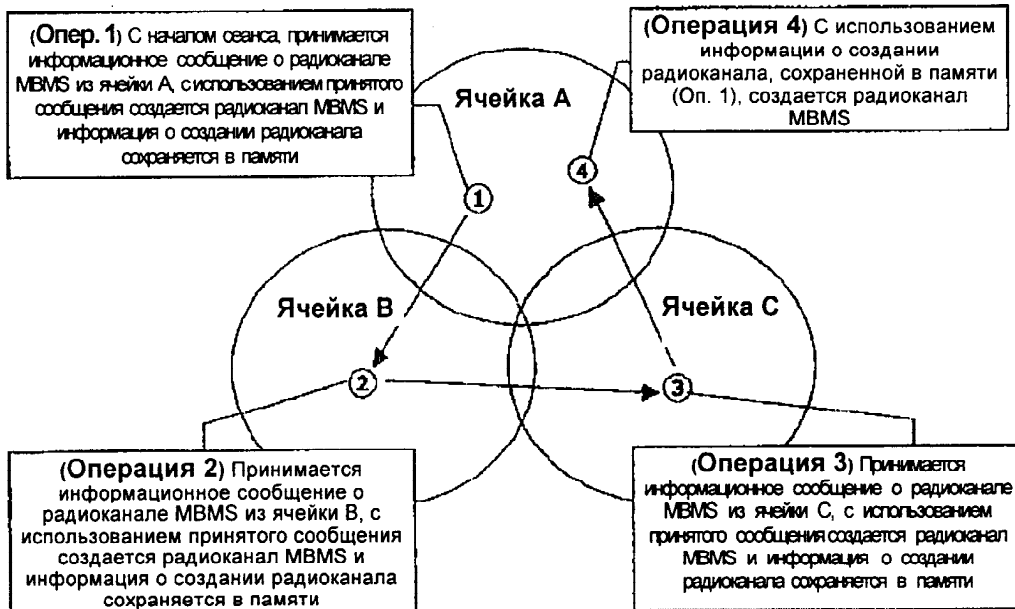 (Опер. 1) С началом сеанса, принимается
информационное сообщение о радиоканале
MBMS из ячейки А, с использованием принятого
сообщения создается радиоканал MBMS и
информация о создании радиоканала
сохраняется в памяти
(Операция 4) С использованием
информации о создании
радиоканала, сохраненной в памяти
(Оп. 1), создается радиоканал
MBMS
Ячейка А
4
1
Ячейка В
Ячейка С
2
3
(Операция 2) Принимается
информационное сообщение о
радиоканале MBMS из ячейки В, с
использованием принятого сообщения
создается радиоканал MBMS и
информация о создании радиоканала
сохраняется в памяти
(Операция 3) Принимается
информационное сообщение о радиоканале
MBMS из ячейки С, с использованием
принятого сообщения создается радиоканал
MBMS и информация о создании
радиоканала сохраняется в памяти